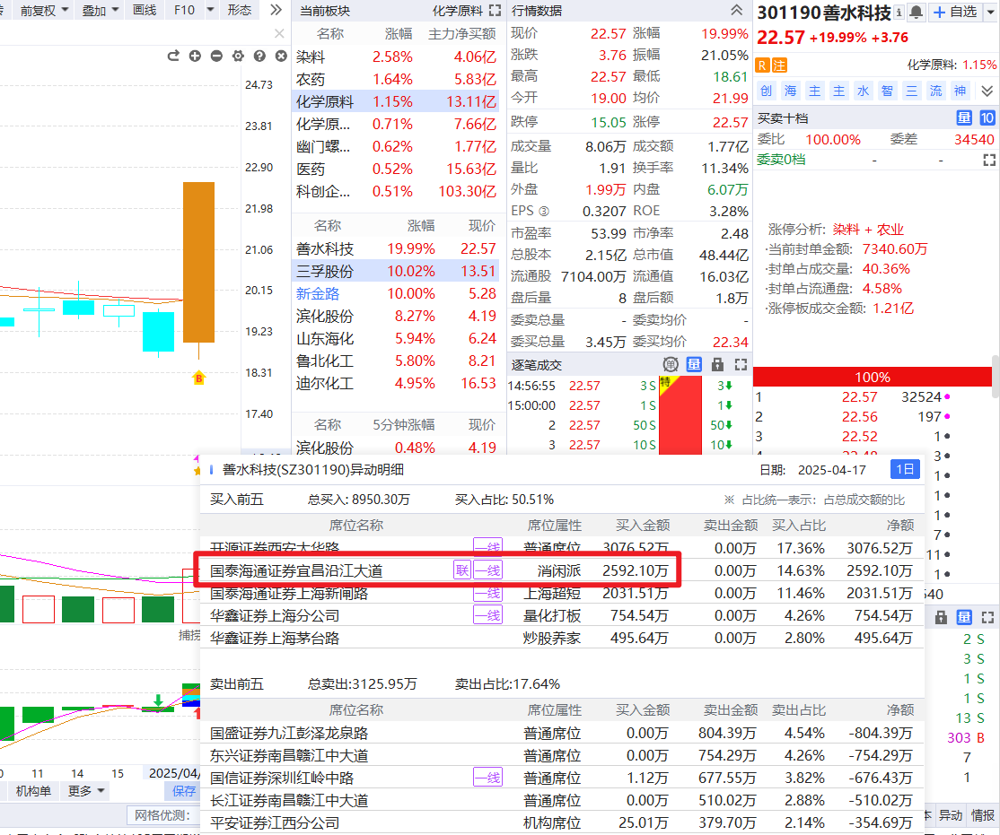 前复权 叠加 画线 F10 形态
24.73
23.81
22.90
21.98
21.06
20.15
19.23
18.31
17.40
B
当前板块 化学原料
名称 涨幅 主力净买额
染料 2.58% 4.06亿
农药 1.64% 5.83亿
化学原料 1.15% 13.11亿
化学原... 0.71% 7.66亿
幽门螺... 0.62% 1.77亿
医药 0.52% 15.63亿
科创企... 0.51% 103.30亿
名称 涨幅 现价
善水科技 19.99% 22.57
三孚股份 10.02% 13.51
新金路 10.00% 5.28
滨化股份 8.27% 4.19
山东海化 5.94% 6.24
鲁北化工 5.80% 8.21
迪尔化工 4.95% 16.53
名称 5分钟涨幅 现价
滨化股份 0.48% 4.19
行情数据
现价 22.57 涨幅 19.99%
涨跌 3.76 振幅 21.05%
最高 22.57 最低 18.61
今开 19.00 均价 21.99
跌停 15.05 涨停 22.57
成交量 8.06万 成交额 1.77亿
量比 1.91 换手率 11.34%
外盘 1.99万 内盘 6.07万
EPS ③ 0.3207 ROE 3.28%
市盈率 53.99 市净率 2.48
总股本 2.15亿 总市值 48.44亿
流通股 7104.00万 流通值 16.03亿
盘后量 8 盘后额 1.8万
委卖总量 - 委卖均价 -
委买总量 3.45万 委买均价 22.34
逐笔成交 单 量
14:56:55 22.57 3 S 特 3
15:00:00 22.57 1 S 1
2 22.57 50 S 50
3 22.57 10 S 10
301190 善水科技 自选
22.57 +19.99% +3.76
R 注 化学原料: 1.15%
创 海 主 主 水 智 三 流 神
买卖十档 量 10
委比 100.00% 委差 34540
委卖0档 - -
涨停分析: 染料 + 农业
·当前封单金额: 7340.60万
·封单占成交量: 40.36%
·封单占流通盘: 4.58%
·涨停板成交金额: 1.21亿
100%
1 22.57 32524
2 22.56 197
3 22.52 1
3
1
1
1
7
11
1
540
量
2 S
3 S
1 S
1 S
13 S
303 B
7
1
善水科技(SZ301190)异动明细 日期: 2025-04-17 1日
买入前五 总买入: 8950.30万 买入占比: 50.51% ※ 占比统一表示: 占总成交额的比
席位名称 席位属性 买入金额 卖出金额 买入占比 净额
开源证券西安太华路 一线 普通席位 3076.52万 0.00万 17.36% 3076.52万
国泰海通证券宜昌沿江大道 联 一线 消闲派 2592.10万 0.00万 14.63% 2592.10万
国泰海通证券上海新闸路 一线 上海超短 2031.51万 0.00万 11.46% 2031.51万
华鑫证券上海分公司 一线 量化打板 754.54万 0.00万 4.26% 754.54万
华鑫证券上海茅台路 炒股养家 495.64万 0.00万 2.80% 495.64万
卖出前五 总卖出:3125.95万 卖出占比:17.64%
席位名称 席位属性 买入金额 卖出金额 卖出占比 净额
国盛证券九江彭泽龙泉路 普通席位 0.00万 804.39万 4.54% -804.39万
东兴证券南昌赣江中大道 普通席位 0.00万 754.29万 4.26% -754.29万
国信证券深圳红岭中路 一线 普通席位 1.12万 677.55万 3.82% -676.43万
长江证券南昌赣江中大道 普通席位 0.00万 510.02万 2.88% -510.02万
平安证券江西分公司 机构席位 25.01万 379.70万 2.14% -354.69万
捕捞
11 14 15 2025/04/
机构单 更多 保存
网格优测:
异动 情报